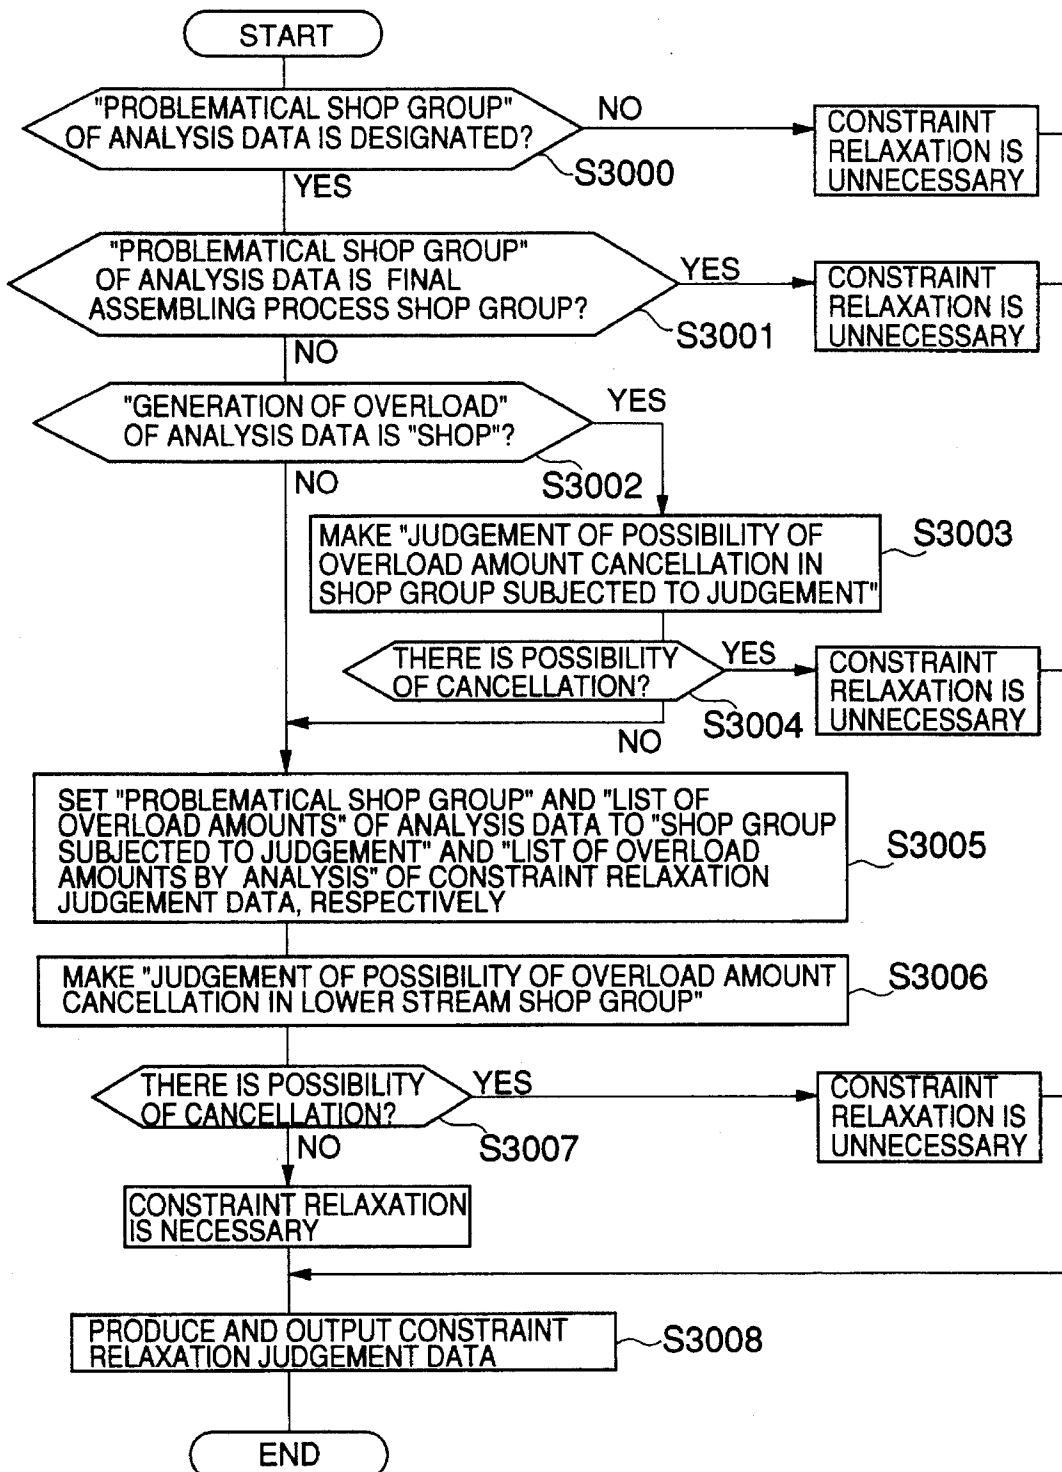 START
"PROBLEMATICAL SHOP GROUP"
OF ANALYSIS DATA IS DESIGNATED?
NO
CONSTRAINT
RELAXATION IS
UNNECESSARY
S3000
YES
"PROBLEMATICAL SHOP GROUP"
OF ANALYSIS DATA IS FINAL
ASSEMBLING PROCESS SHOP GROUP?
YES
CONSTRAINT
RELAXATION IS
UNNECESSARY
S3001
NO
"GENERATION OF OVERLOAD"
OF ANALYSIS DATA IS "SHOP"?
YES
S3002
NO
MAKE "JUDGEMENT OF POSSIBILITY OF
OVERLOAD AMOUNT CANCELLATION IN
SHOP GROUP SUBJECTED TO JUDGEMENT"
S3003
THERE IS POSSIBILITY
OF CANCELLATION?
YES
CONSTRAINT
RELAXATION IS
UNNECESSARY
S3004
NO
SET "PROBLEMATICAL SHOP GROUP" AND "LIST OF
OVERLOAD AMOUNTS" OF ANALYSIS DATA TO "SHOP GROUP
SUBJECTED TO JUDGEMENT" AND "LIST OF OVERLOAD
AMOUNTS BY ANALYSIS" OF CONSTRAINT RELAXATION
JUDGEMENT DATA, RESPECTIVELY
S3005
MAKE "JUDGEMENT OF POSSIBILITY OF OVERLOAD AMOUNT
CANCELLATION IN LOWER STREAM SHOP GROUP"
S3006
THERE IS POSSIBILITY
OF CANCELLATION?
YES
CONSTRAINT
RELAXATION IS
UNNECESSARY
S3007
NO
CONSTRAINT RELAXATION
IS NECESSARY
PRODUCE AND OUTPUT CONSTRAINT
RELAXATION JUDGEMENT DATA
S3008
END